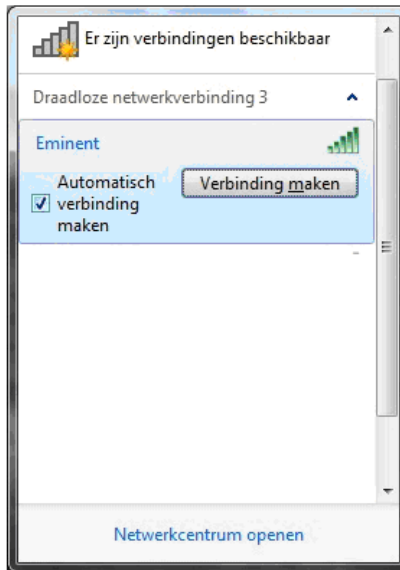 Er zijn verbindingen beschikbaar
Draadloze netwerkverbinding 3
Eminent
Automatisch
verbinding
maken
Verbinding maken
Netwerkcentrum openen